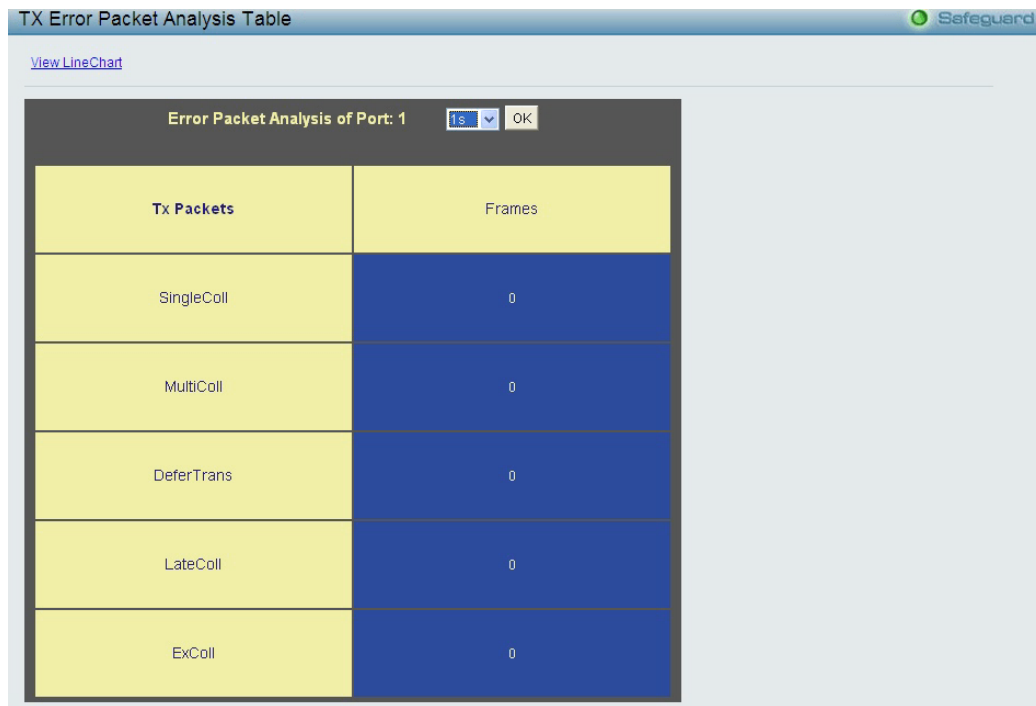 TX Error Packet Analysis Table
Safeguard
View LineChart
Error Packet Analysis of Port: 1 1s OK
Tx Packets Frames
SingleColl 0
MultiColl 0
DeferTrans 0
LateColl 0
ExColl 0